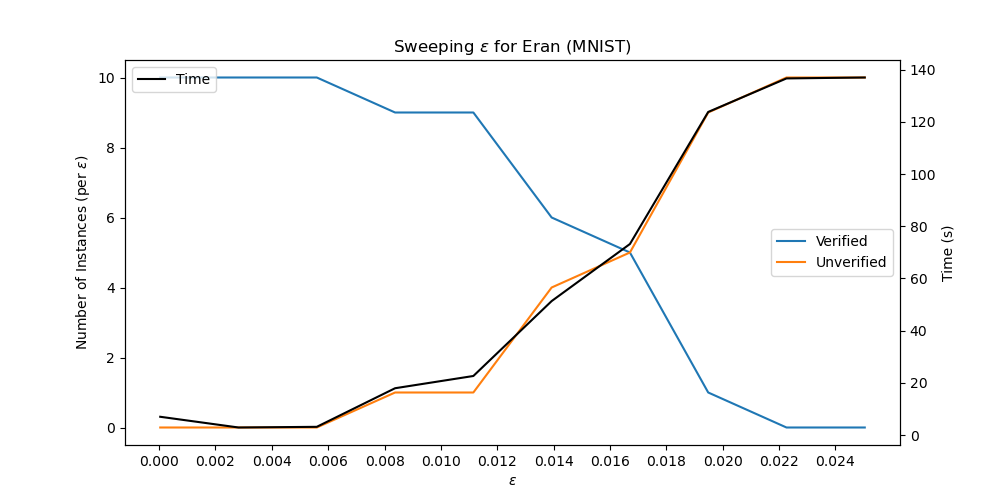 Sweeping ε for Eran (MNIST)
Time
Verified
Unverified
Number of Instances (per ε)
10
8
6
4
2
0
140
120
100
80
60
40
20
0
Time (s)
0.000 0.002 0.004 0.006 0.008 0.010 0.012 0.014 0.016 0.018 0.020 0.022 0.024
ε